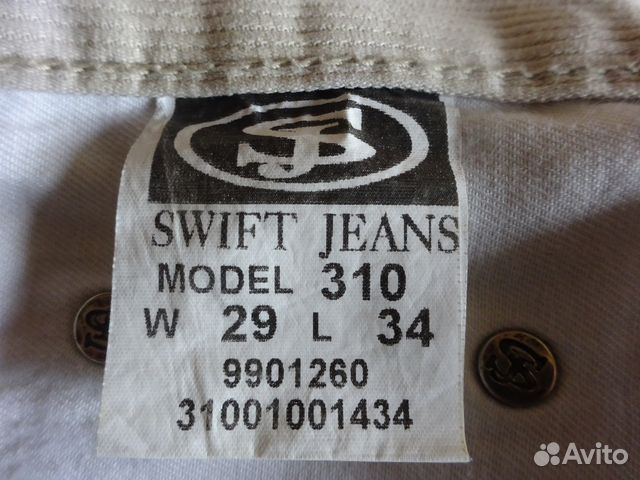 SWIFT JEANS
MODEL 310
W 29 L 34
9901260
31001001434
Avito